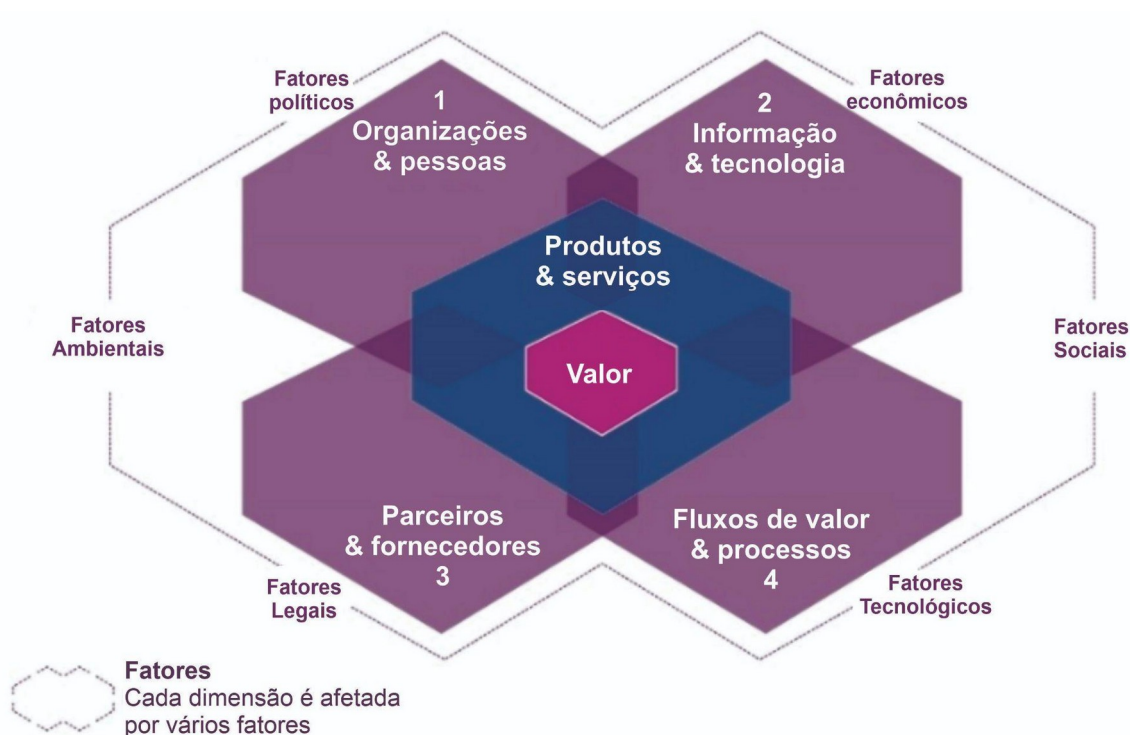 Fatores
políticos
1
Organizações
& pessoas
2
Informação
& tecnologia
Fatores
econômicos
Produtos
& serviços
Fatores
Ambientais
Valor
Fatores
Sociais
Parceiros
& fornecedores
3
Fluxos de valor
& processos
4
Fatores
Legais
Fatores
Tecnológicos
Fatores
Cada dimensão é afetada
por vários fatores